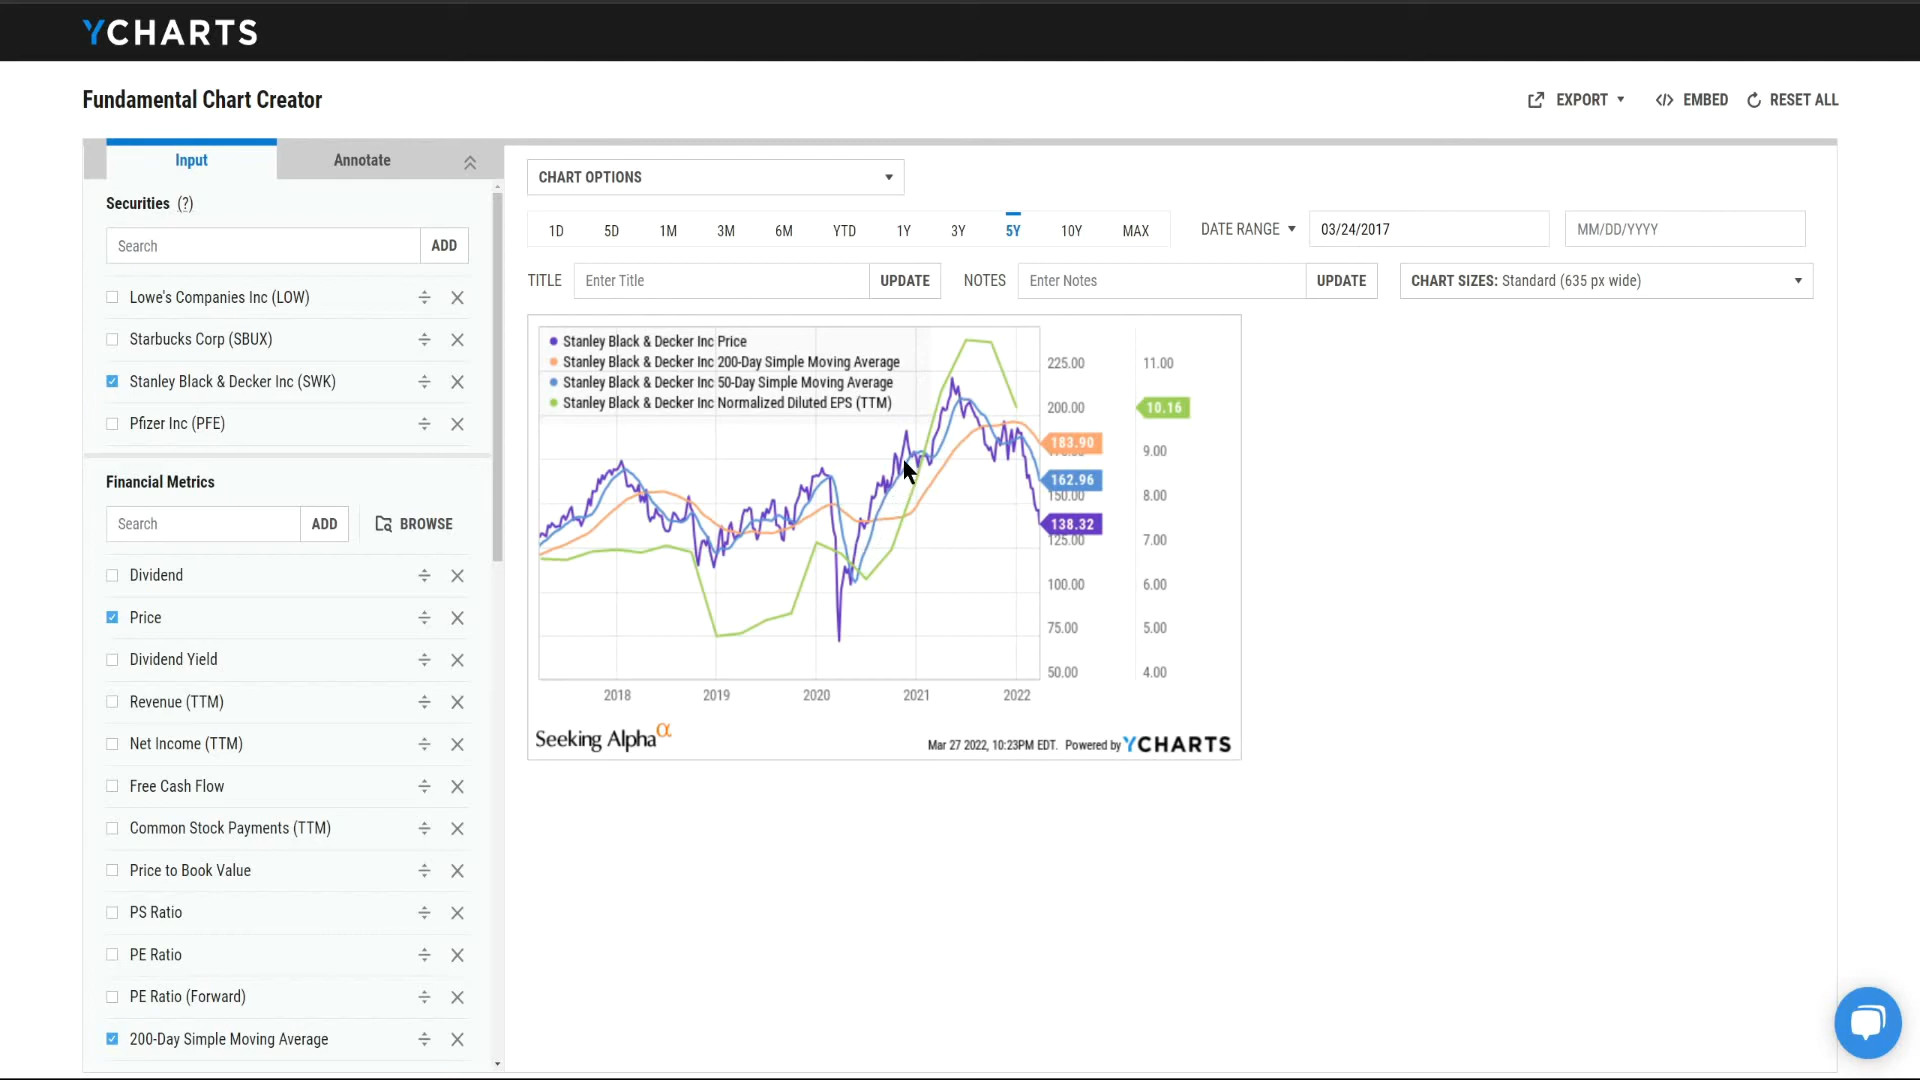 YCHARTS
Fundamental Chart Creator
EXPORT
EMBED
RESET ALL
Input
Annotate
Securities (?)
Search
ADD
Lowe's Companies Inc (LOW)
Starbucks Corp (SBUX)
Stanley Black & Decker Inc (SWK)
Pfizer Inc (PFE)
Financial Metrics
Search
ADD
BROWSE
Dividend
Price
Dividend Yield
Revenue (TTM)
Net Income (TTM)
Free Cash Flow
Common Stock Payments (TTM)
Price to Book Value
PS Ratio
PE Ratio
PE Ratio (Forward)
200-Day Simple Moving Average
CHART OPTIONS
1D 5D 1M 3M 6M YTD 1Y 3Y 5Y 10Y MAX
DATE RANGE
03/24/2017
MM/DD/YYYY
TITLE
Enter Title
UPDATE
NOTES
Enter Notes
UPDATE
CHART SIZES: Standard (635 px wide)
Stanley Black & Decker Inc Price
Stanley Black & Decker Inc 200-Day Simple Moving Average
Stanley Black & Decker Inc 50-Day Simple Moving Average
Stanley Black & Decker Inc Normalized Diluted EPS (TTM)
225.00
200.00
183.90
162.96
150.00
138.32
125.00
100.00
75.00
50.00
11.00
10.16
9.00
8.00
7.00
6.00
5.00
4.00
2018 2019 2020 2021 2022
Seeking Alpha α
Mar 27 2022, 10:23PM EDT. Powered by YCHARTS